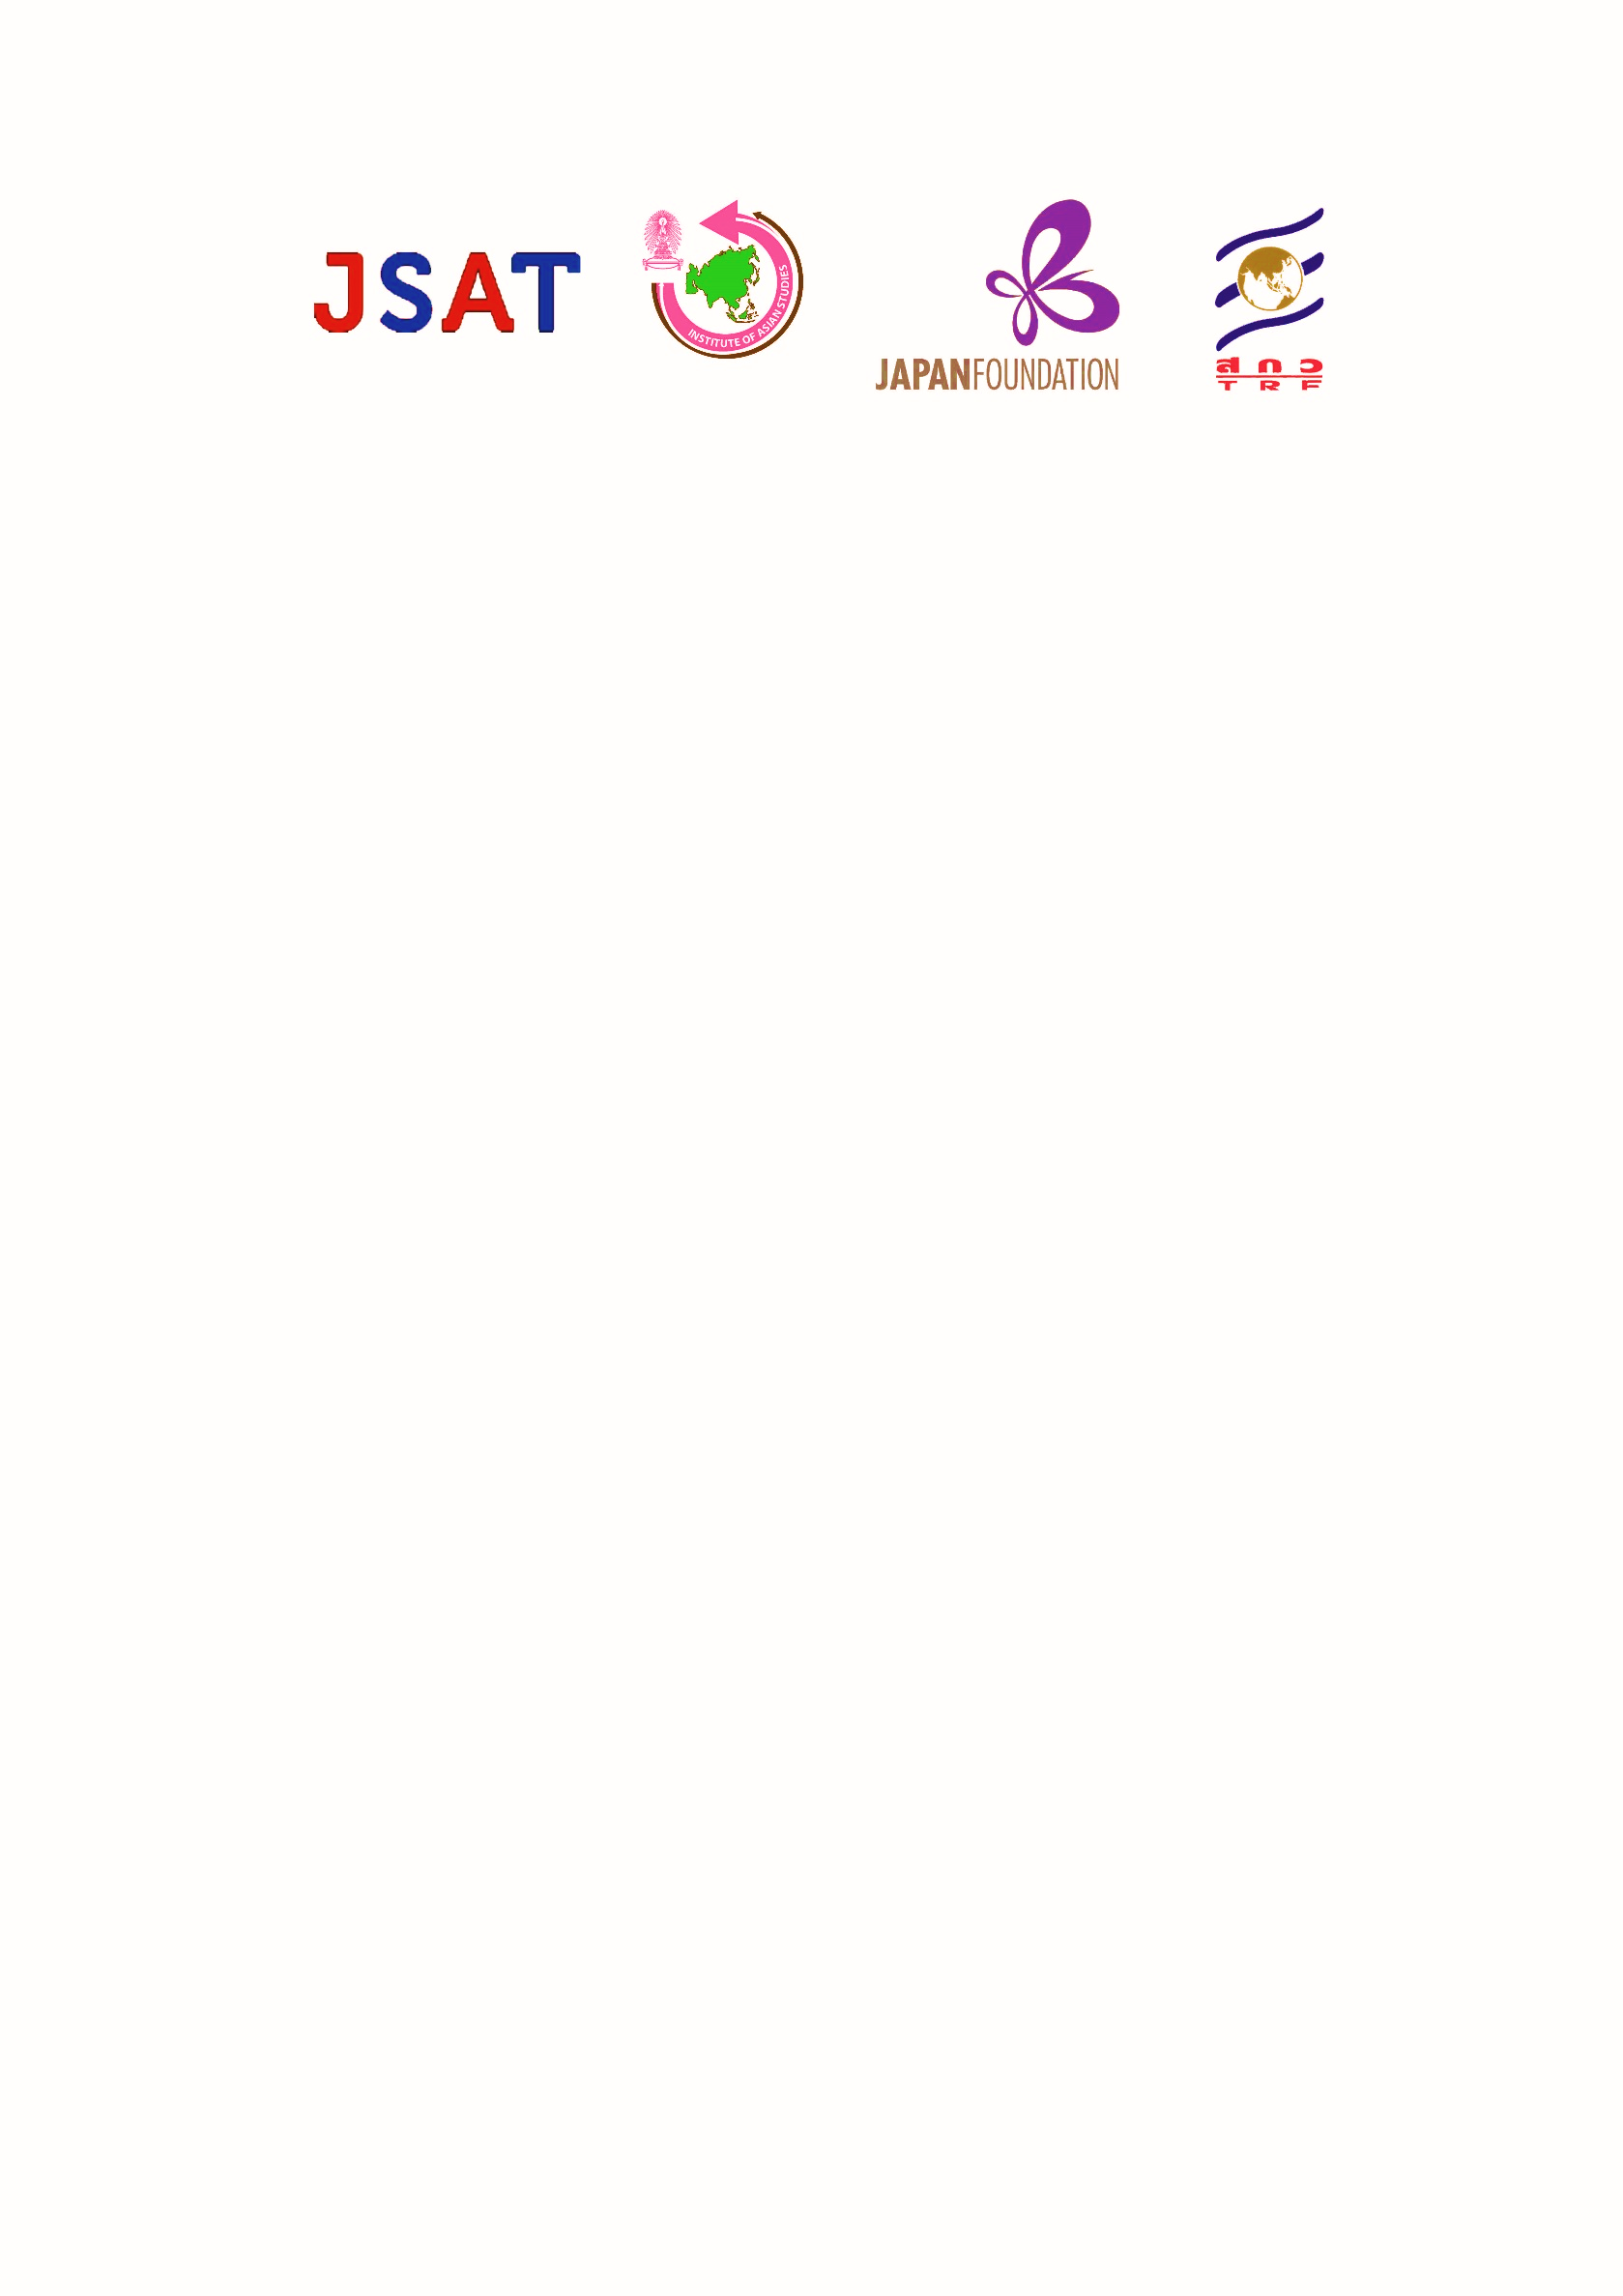 JSAT
INSTITUTE OF ASIAN STUDIES
JAPANFOUNDATION
สกว
TRF